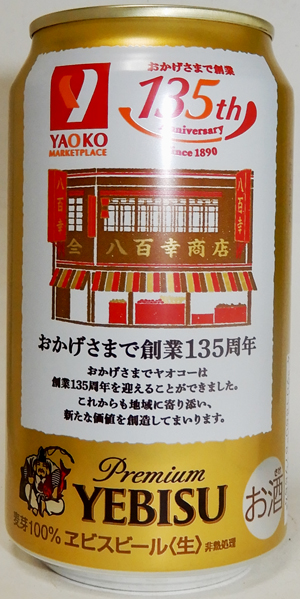 YAOKO
MARKETPLACE
おかげさまで創業
135th
Anniversary
Since 1890
八百幸
八百幸
仝 八百幸商店
おかげさまで創業135周年
おかげさまでヤオコーは
創業135周年を迎えることができました。
これからも地域に寄り添い、
新たな価値を創造してまいります。
Premium
YEBISU
麦芽100% ヱビスビール〈生〉 非熱処理
お酒